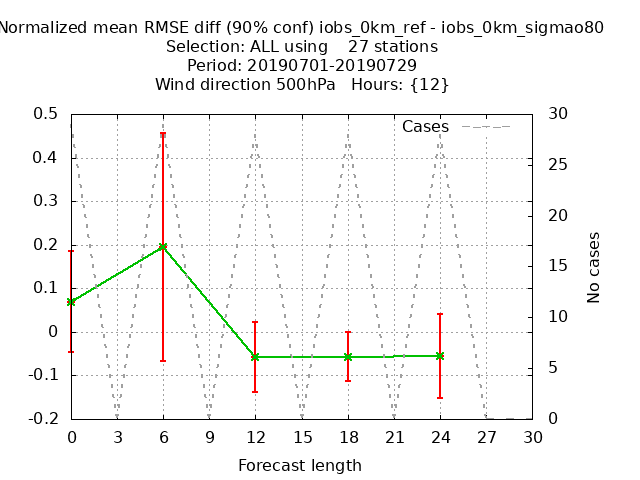 Normalized mean RMSE diff (90% conf) iobs_0km_ref - iobs_0km_sigmao80
Selection: ALL using    27 stations
Period: 20190701-20190729
Wind direction 500hPa   Hours: {12}
Cases
0.5
0.4
0.3
0.2
0.1
0
-0.1
-0.2
30
25
20
15
10
5
0
No cases
0 3 6 9 12 15 18 21 24 27 30
Forecast length